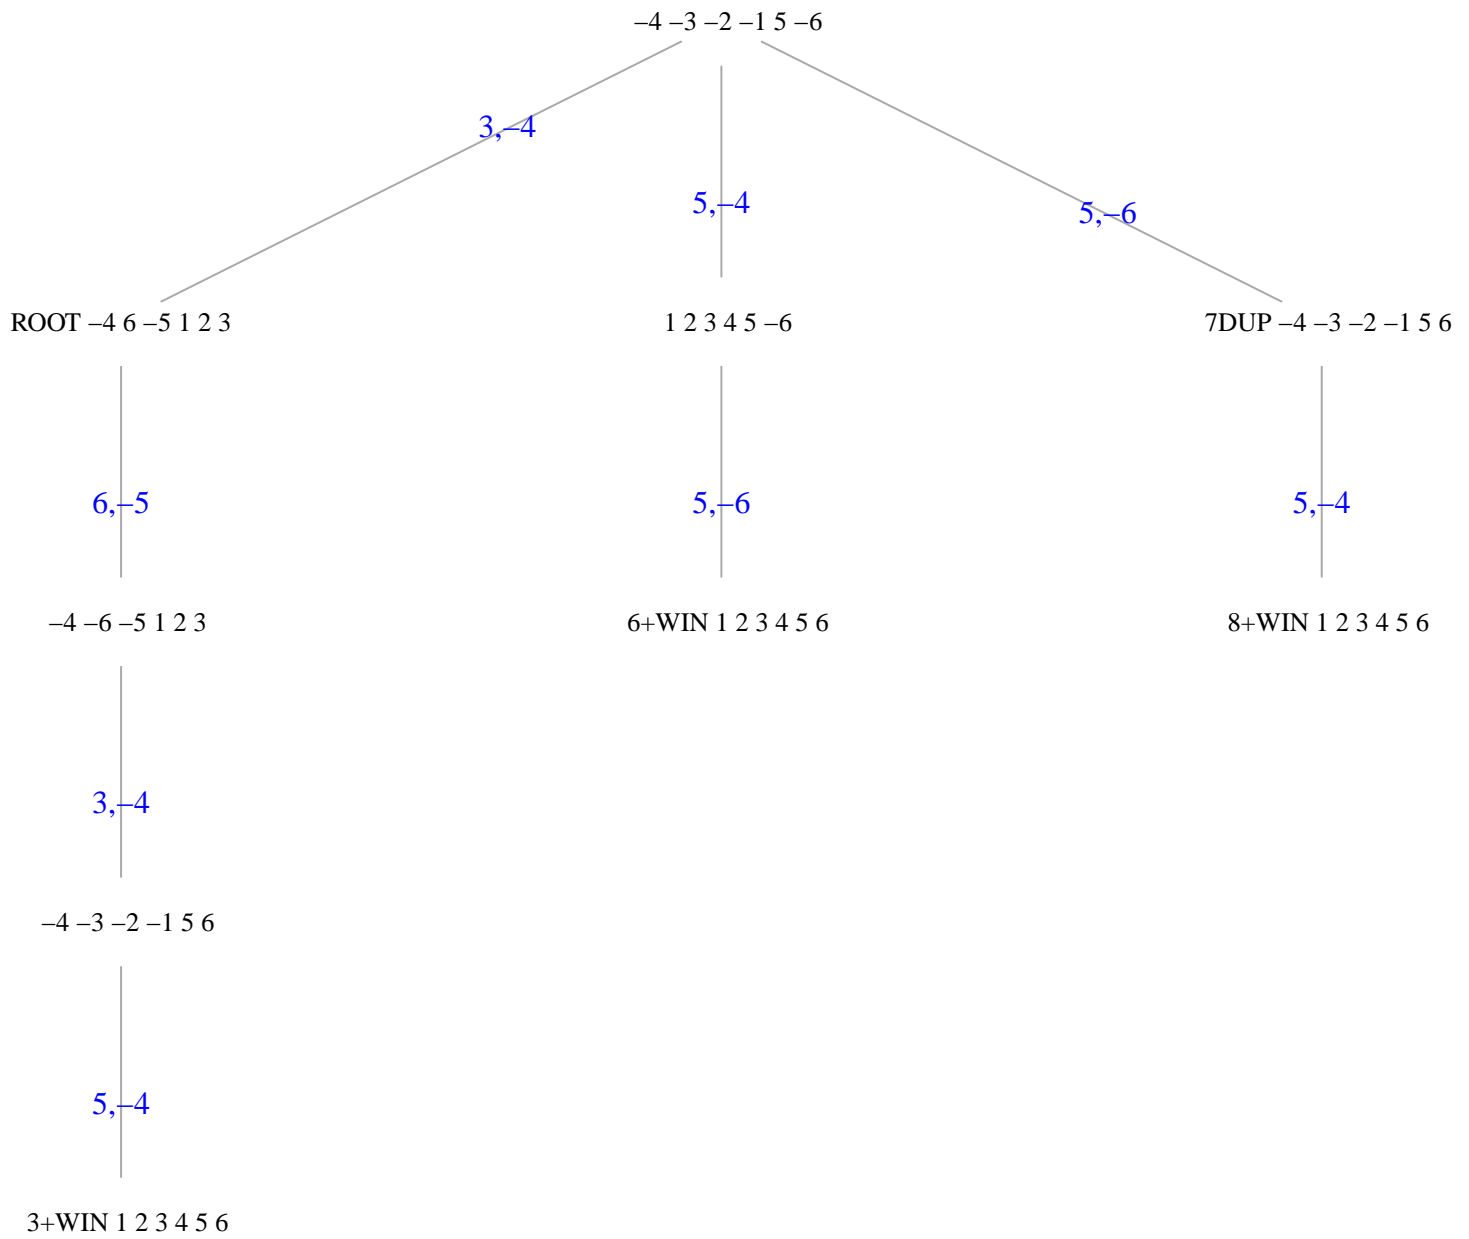 –4 –3 –2 –1 5 –6
3,–4
5,–4
5,–6
ROOT –4 6 –5 1 2 3
1 2 3 4 5 –6
7DUP –4 –3 –2 –1 5 6
6,–5
5,–6
5,–4
–4 –6 –5 1 2 3
6+WIN 1 2 3 4 5 6
8+WIN 1 2 3 4 5 6
3,–4
–4 –3 –2 –1 5 6
5,–4
3+WIN 1 2 3 4 5 6